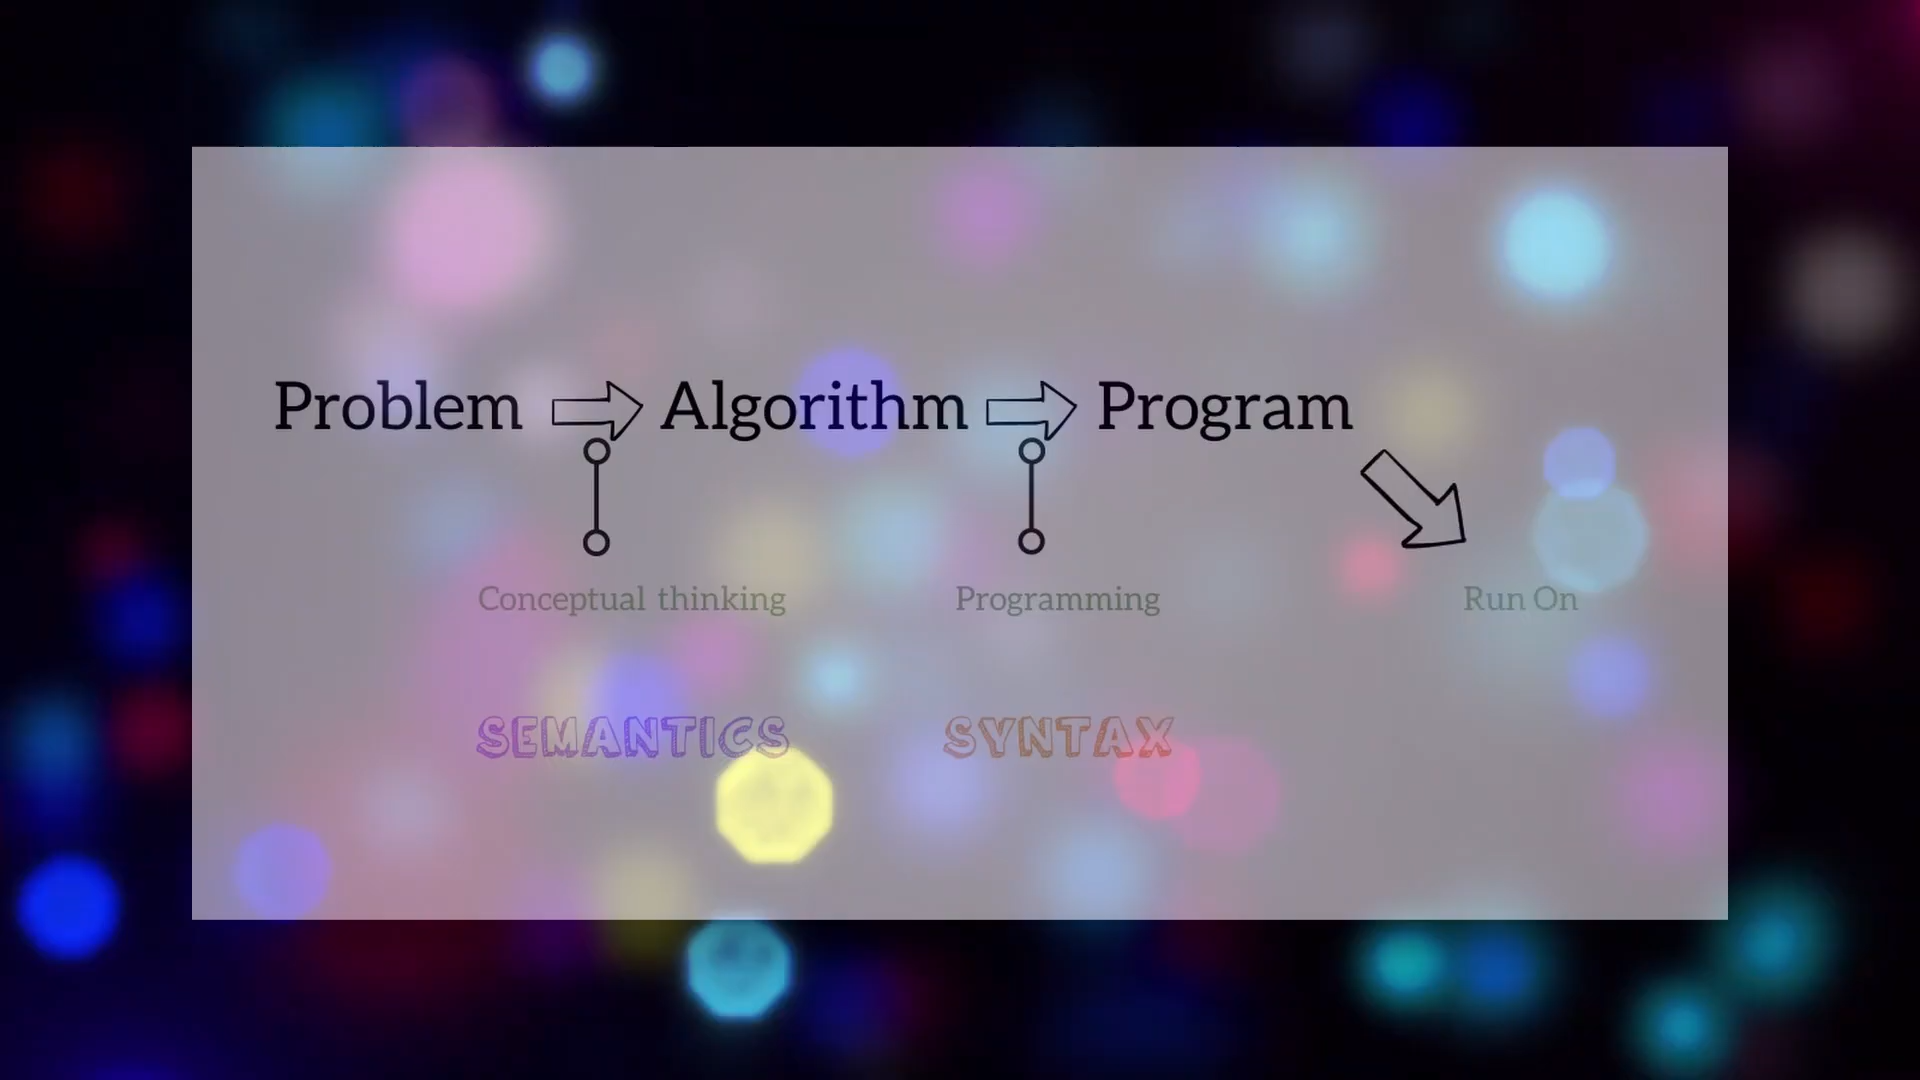 Problem Algorithm Program
Conceptual thinking Programming Run On
SEMANTICS SYNTAX